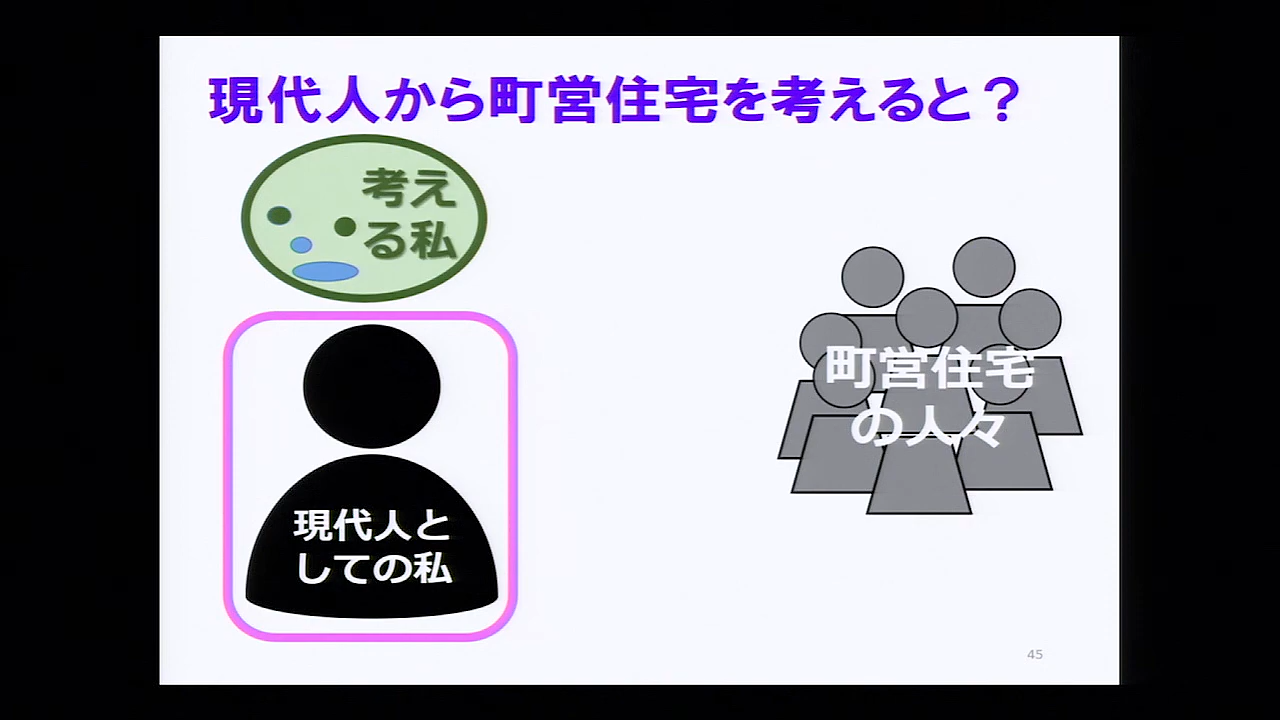 現代人から町営住宅を考えると？
考え
る私
現代人と
しての私
町営住宅
の人々
45